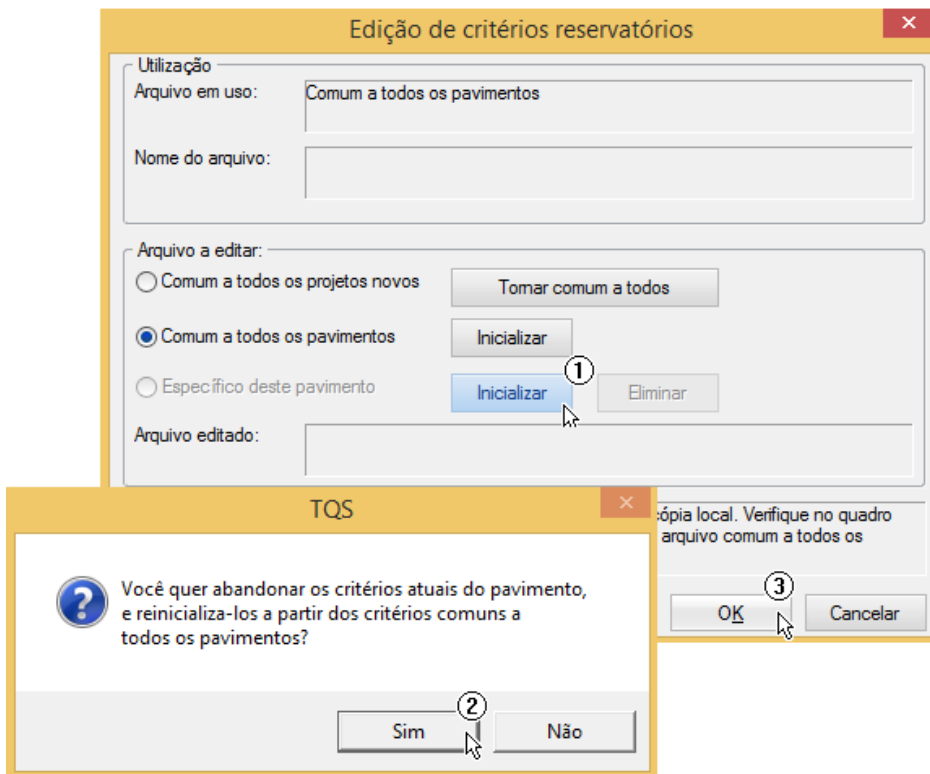 Edição de critérios reservatórios
Utilização
Arquivo em uso:
Comum a todos os pavimentos
Nome do arquivo:
Arquivo a editar:
Comum a todos os projetos novos
Tornar comum a todos
Comum a todos os pavimentos
Inicializar
1
Específico deste pavimento
Inicializar
Eliminar
Arquivo editado:
cópia local. Verifique no quadro
arquivo comum a todos os
3
OK
Cancelar
TQS
Você quer abandonar os critérios atuais do pavimento,
e reinicializa-los a partir dos critérios comuns a
todos os pavimentos?
2
Sim
Não